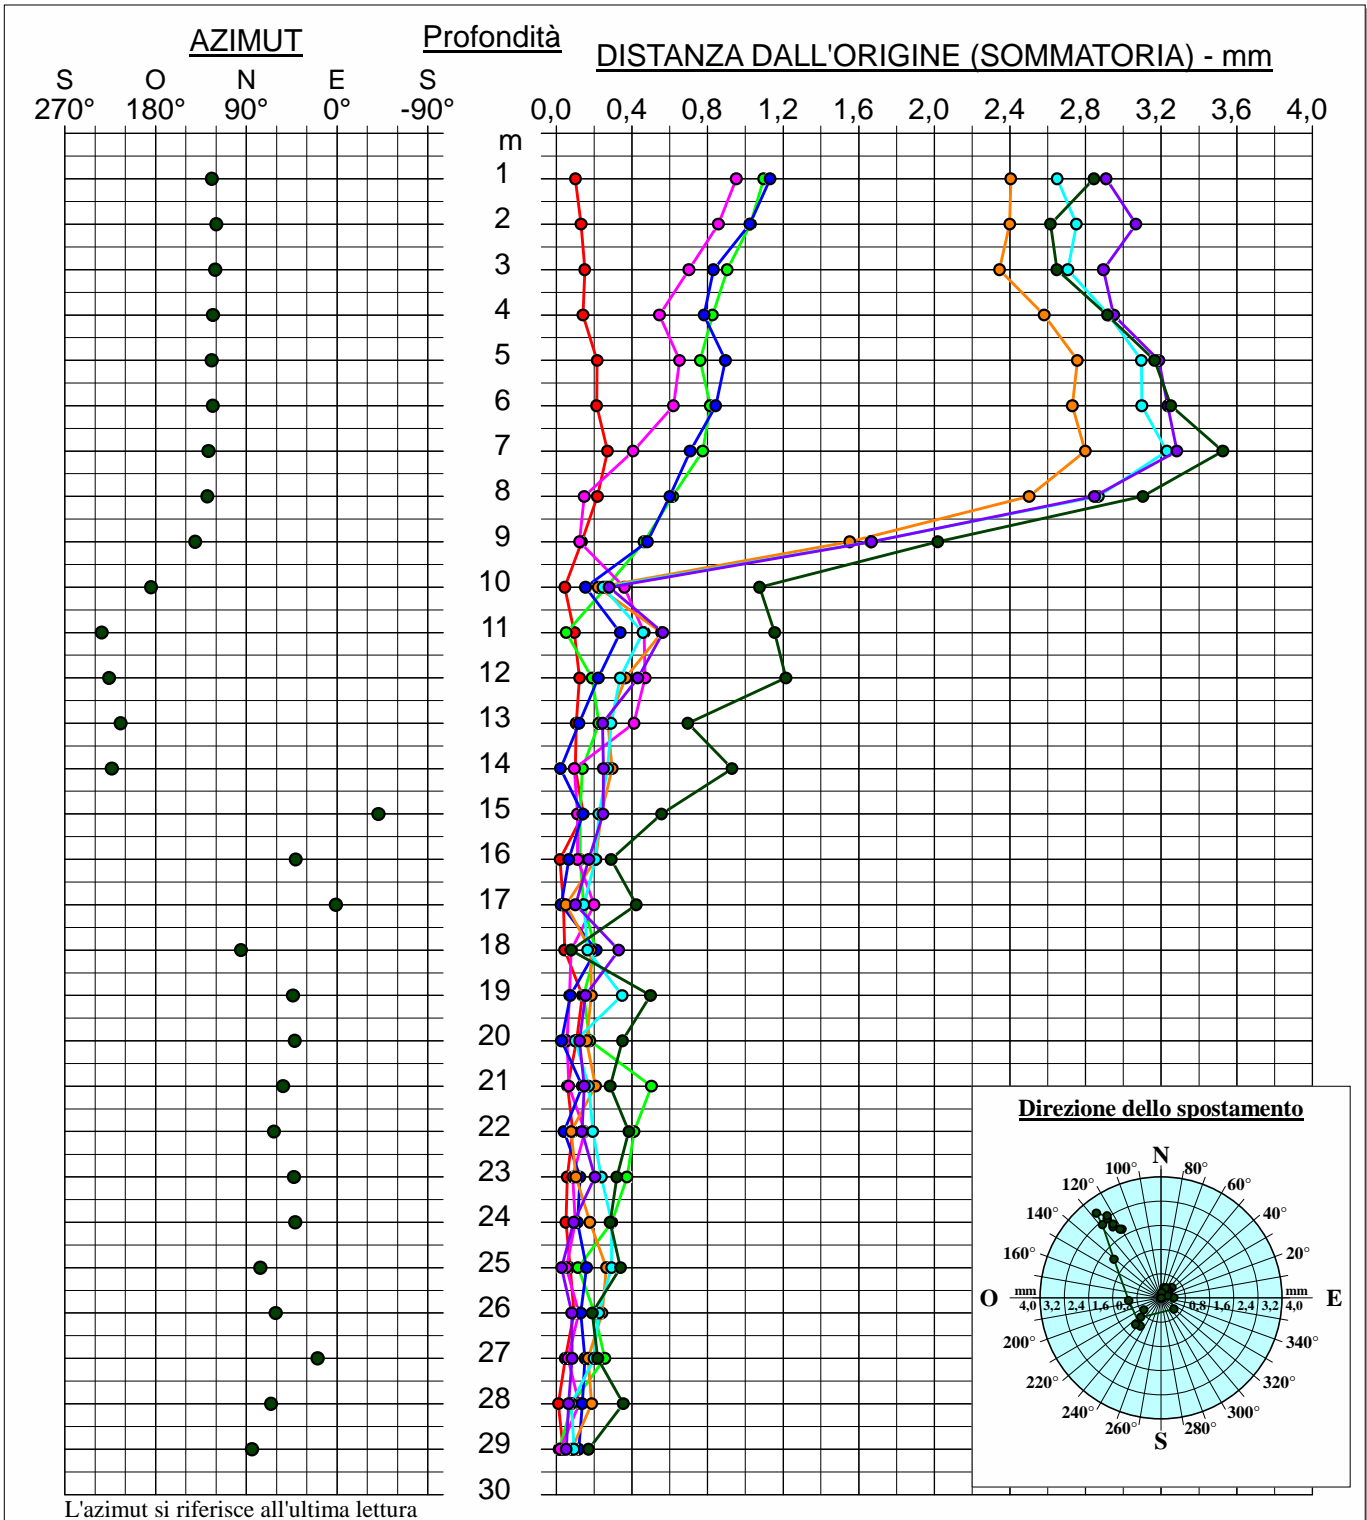 AZIMUT
Profondità
DISTANZA DALL'ORIGINE (SOMMATORIA) - mm
S O N E S
270° 180° 90° 0° -90°
0,0 0,4 0,8 1,2 1,6 2,0 2,4 2,8 3,2 3,6 4,0
m
1
2
3
4
5
6
7
8
9
10
11
12
13
14
15
16
17
18
19
20
21
22
23
24
25
26
27
28
29
30
Direzione dello spostamento
N
100° 80°
120° 60°
140° 40°
160° 20°
O mm mm E
4,0 3,2 2,4 1,6 0,8 0,8 1,6 2,4 3,2 4,0
200° 340°
220° 320°
240° 300°
260° 280°
S
L'azimut si riferisce all'ultima lettura